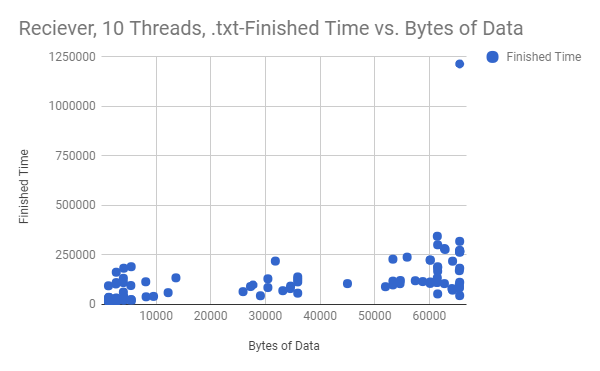 Reciever, 10 Threads, .txt-Finished Time vs. Bytes of Data
Finished Time
1250000
1000000
750000
500000
250000
0
10000 20000 30000 40000 50000 60000
Bytes of Data
Finished Time